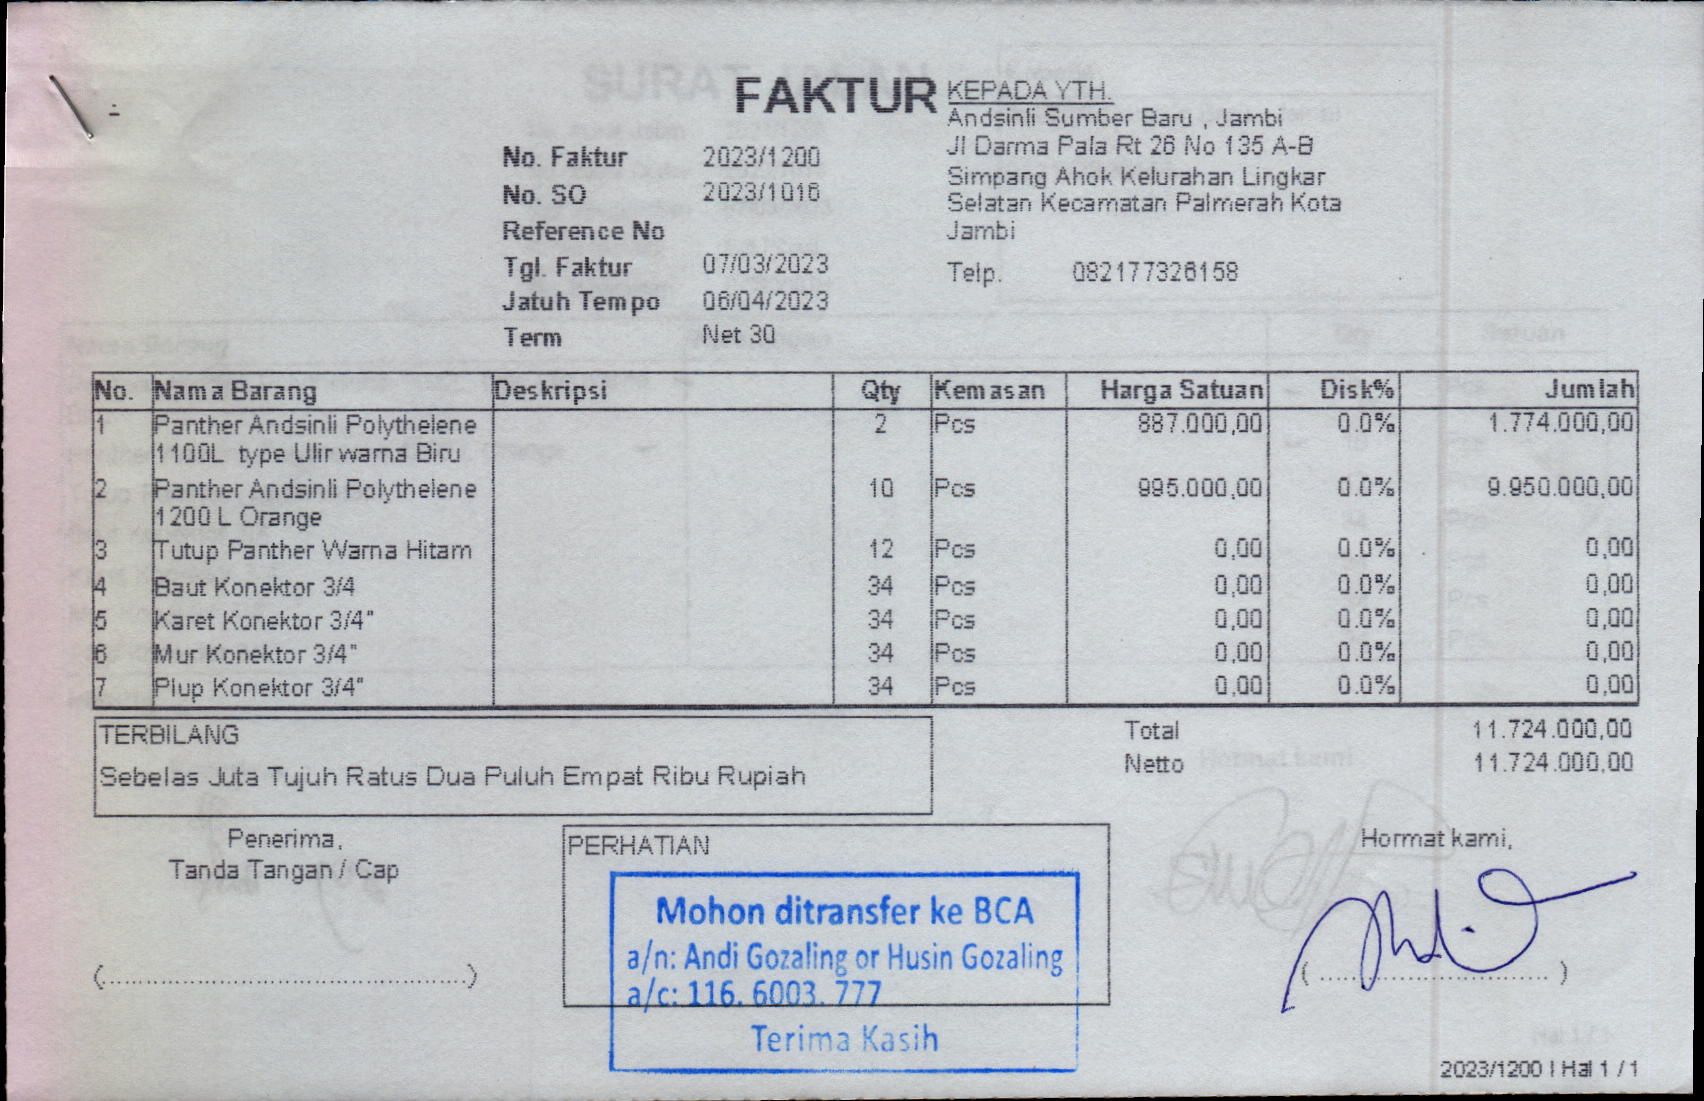 FAKTUR
No. Faktur 2023/1200
No. SO 2023/1016
Reference No
Tgl. Faktur 07/03/2023
Jatuh Tempo 06/04/2023
Term Net 30
KEPADA YTH.
Andsinli Sumber Baru , Jambi
Jl Darma Pala Rt 26 No 135 A-B
Simpang Ahok Kelurahan Lingkar
Selatan Kecamatan Palmerah Kota
Jambi
Telp. 082177326158
No. Nama Barang Deskripsi Qty Kemasan Harga Satuan Disk% Jumlah
1 Panther Andsinli Polythelene 2 Pcs 887.000,00 0.0% 1.774.000,00
1100L type Ulir warna Biru
2 Panther Andsinli Polythelene 10 Pcs 995.000,00 0.0% 9.950.000,00
1200 L Orange
3 Tutup Panther Warna Hitam 12 Pcs 0,00 0.0% 0,00
4 Baut Konektor 3/4 34 Pcs 0,00 0.0% 0,00
5 Karet Konektor 3/4" 34 Pcs 0,00 0.0% 0,00
6 Mur Konektor 3/4" 34 Pcs 0,00 0.0% 0,00
7 Plup Konektor 3/4" 34 Pcs 0,00 0.0% 0,00
TERBILANG
Sebelas Juta Tujuh Ratus Dua Puluh Empat Ribu Rupiah
Total 11.724.000,00
Netto 11.724.000,00
Penerima,
Tanda Tangan / Cap
(...............................................)
PERHATIAN
Mohon ditransfer ke BCA
a/n: Andi Gozaling or Husin Gozaling
a/c: 116. 6003. 777
Terima Kasih
Hormat kami,
( ............................. )
2023/1200 | Hal 1 / 1